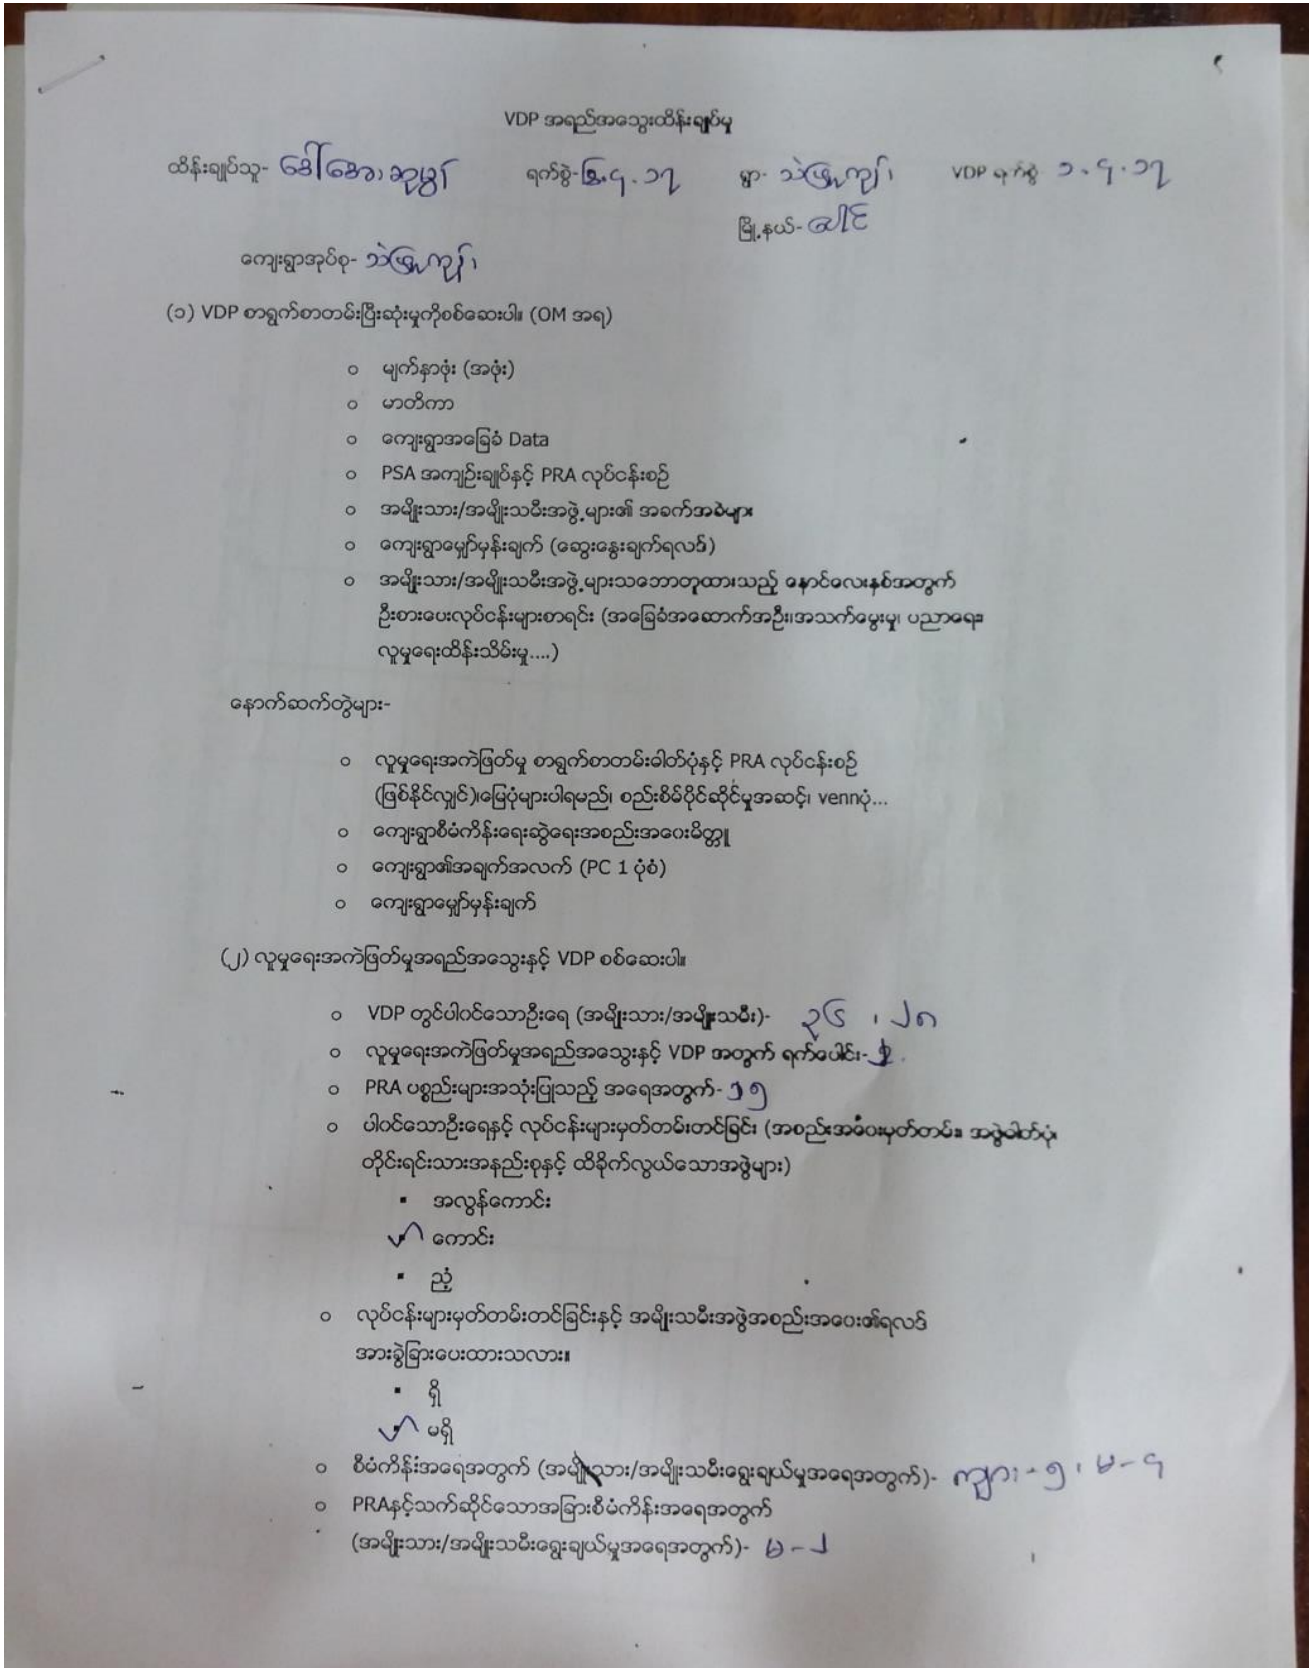 VDP အရည်အသွေးထိန်းချုပ်မှု
ထိန်းချုပ်သူ- ဒေါ်အေး ရက်စွဲ- ၄.၁၇ ရွာ- သဲဖြူကုန်း VDP ရက်စွဲ ၁.၄.၁၇
မြို့နယ်- ပေါင်
ကျေးရွာအုပ်စု- သဲဖြူကုန်း
(၁) VDP စာရွက်စာတမ်းပြီးဆုံးမှုကိုစစ်ဆေးပါ။ (OM အရ)
○ မျက်နှာဖုံး (အဖုံး)
○ မာတိကာ
○ ကျေးရွာအခြေခံ Data
○ PSA အကျဉ်းချုပ်နှင့် PRA လုပ်ငန်းစဉ်
○ အမျိုးသား/အမျိုးသမီးအဖွဲ့များ၏ အခက်အခဲများ
○ ကျေးရွာမျှော်မှန်းချက် (ဆွေးနွေးချက်ရလဒ်)
○ အမျိုးသား/အမျိုးသမီးအဖွဲ့များသဘောတူထားသည့် နောင်လေးနှစ်အတွက်
ဦးစားပေးလုပ်ငန်းများစာရင်း (အခြေခံအဆောက်အဦး၊အသက်မွေးမှု၊ ပညာရေး၊
လူမှုရေးထိန်းသိမ်းမှု....)
နောက်ဆက်တွဲများ-
○ လူမှုရေးအကဲဖြတ်မှု စာရွက်စာတမ်းဓါတ်ပုံနှင့် PRA လုပ်ငန်းစဉ်
(ဖြစ်နိုင်လျှင်)၊မြေပုံများပါရမည်၊ စည်းစိမ်ပိုင်ဆိုင်မှုအဆင့်၊ vennပုံ...
○ ကျေးရွာစီမံကိန်းရေးဆွဲရေးအစည်းအဝေးမိတ္တူ
○ ကျေးရွာ၏အချက်အလက် (PC 1 ပုံစံ)
○ ကျေးရွာမျှော်မှန်းချက်
(၂) လူမှုရေးအကဲဖြတ်မှုအရည်အသွေးနှင့် VDP စစ်ဆေးပါ။
○ VDP တွင်ပါဝင်သောဦးရေ (အမျိုးသား/အမျိုးသမီး)- ၃၆ ၊ ၂၈
○ လူမှုရေးအကဲဖြတ်မှုအရည်အသွေးနှင့် VDP အတွက် ရက်ပေါင်း-
○ PRA ပစ္စည်းများအသုံးပြုသည့် အရေအတွက်- ၁၅
○ ပါဝင်သောဦးရေနှင့် လုပ်ငန်းများမှတ်တမ်းတင်ခြင်း (အစည်းအဝေးမှတ်တမ်း၊ အဖွဲ့ဓါတ်ပုံ၊
တိုင်းရင်းသားအနည်းစုနှင့် ထိခိုက်လွယ်သောအဖွဲ့များ)
▪ အလွန်ကောင်း
ကောင်း
▪ ညံ့
○ လုပ်ငန်းများမှတ်တမ်းတင်ခြင်းနှင့် အမျိုးသမီးအဖွဲ့အစည်းအဝေး၏ရလဒ်
အားခွဲခြားပေးထားသလား။
▪ ရှိ
မရှိ
○ စီမံကိန်းအရေအတွက် (အမျိုးသား/အမျိုးသမီးရွေးချယ်မှုအရေအတွက်)- ကျား-၅၊ မ-၄
○ PRAနှင့်သက်ဆိုင်သောအခြားစီမံကိန်းအရေအတွက်
(အမျိုးသား/အမျိုးသမီးရွေးချယ်မှုအရေအတွက်)- မ-၂